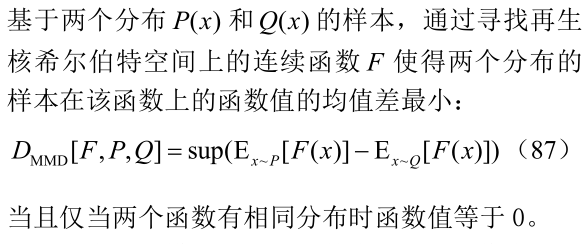 基于两个分布 P(x) 和 Q(x) 的样本，通过寻找再生
核希尔伯特空间上的连续函数 F 使得两个分布的
样本在该函数上的函数值的均值差最小：
D_MMD[F, P, Q] = sup(E_{x~P}[F(x)] − E_{x~Q}[F(x)]) （87）
当且仅当两个函数有相同分布时函数值等于 0。